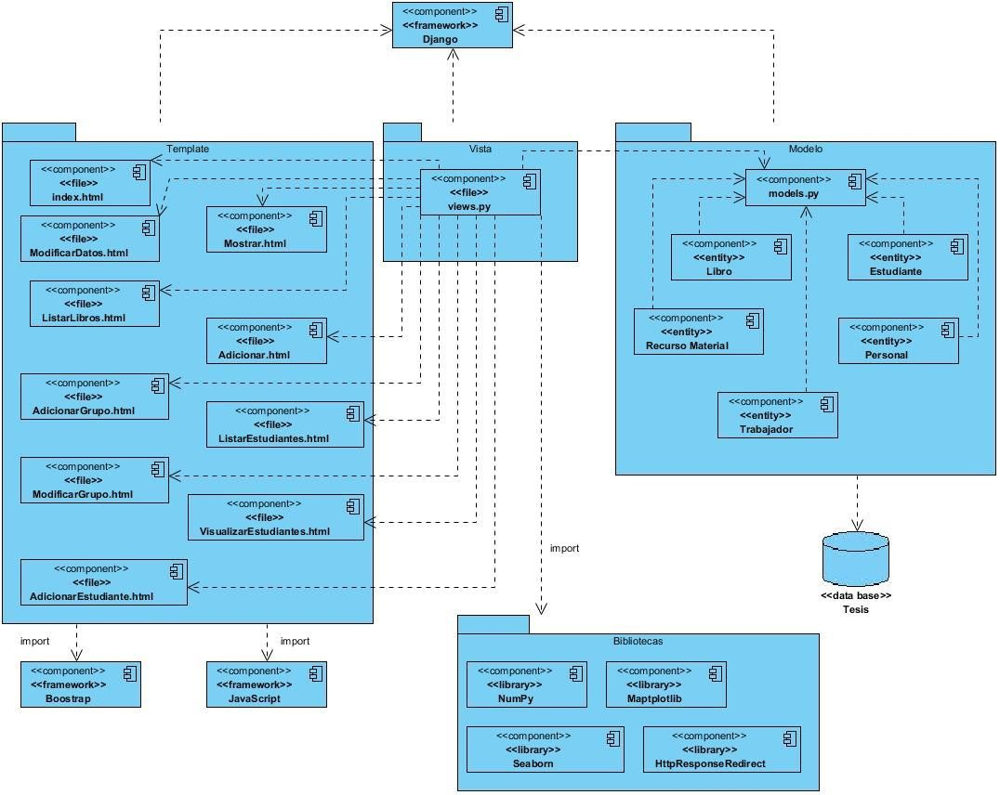 <<component>>
<<framework>>
Django
Template
<<component>>
<<file>>
index.html
<<component>>
<<file>>
ModificarDatos.html
<<component>>
<<file>>
Mostrar.html
<<component>>
<<file>>
ListarLibros.html
<<component>>
<<file>>
Adicionar.html
<<component>>
<<file>>
AdicionarGrupo.html
<<component>>
<<file>>
ListarEstudiantes.html
<<component>>
<<file>>
ModificarGrupo.html
<<component>>
<<file>>
VisualizarEstudiantes.html
<<component>>
<<file>>
AdicionarEstudiante.html
import
import
<<component>>
<<framework>>
Boostrap
<<component>>
<<framework>>
JavaScript
Vista
<<component>>
<<file>>
views.py
import
Modelo
<<component>>
models.py
<<component>>
<<entity>>
Libro
<<component>>
<<entity>>
Estudiante
<<component>>
<<entity>>
Recurso Material
<<component>>
<<entity>>
Personal
<<component>>
<<entity>>
Trabajador
<<data base>>
Tesis
Bibliotecas
<<component>>
<<library>>
NumPy
<<component>>
<<library>>
Maptplotlib
<<component>>
<<library>>
Seaborn
<<component>>
<<library>>
HttpResponseRedirect